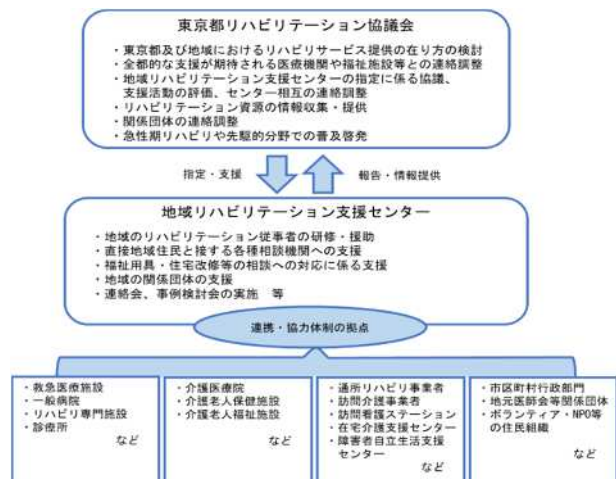 東京都リハビリテーション協議会
・東京都及び地域におけるリハビリサービス提供の在り方の検討
・全都的な支援が期待される医療機関や福祉施設等との連絡調整
・地域リハビリテーション支援センターの指定に係る協議、
支援活動の評価、センター相互の連絡調整
・リハビリテーション資源の情報収集・提供
・関係団体の連絡調整
・急性期リハビリや先駆的分野での普及啓発
指定・支援
報告・情報提供
地域リハビリテーション支援センター
・地域のリハビリテーション従事者の研修・援助
・直接地域住民と接する各種相談機関への支援
・福祉用具・住宅改修等の相談への対応に係る支援
・地域の関係団体の支援
・連絡会、事例検討会の実施 等
連携・協力体制の拠点
・救急医療施設
・一般病院
・リハビリ専門施設
・診療所
など
・介護医療院
・介護老人保健施設
・介護老人福祉施設
など
・通所リハビリ事業者
・訪問介護事業者
・訪問看護ステーション
・在宅介護支援センター
・障害者自立生活支援
センター
など
・市区町村行政部門
・地元医師会等関係団体
・ボランティア・NPO等
の住民組織
など